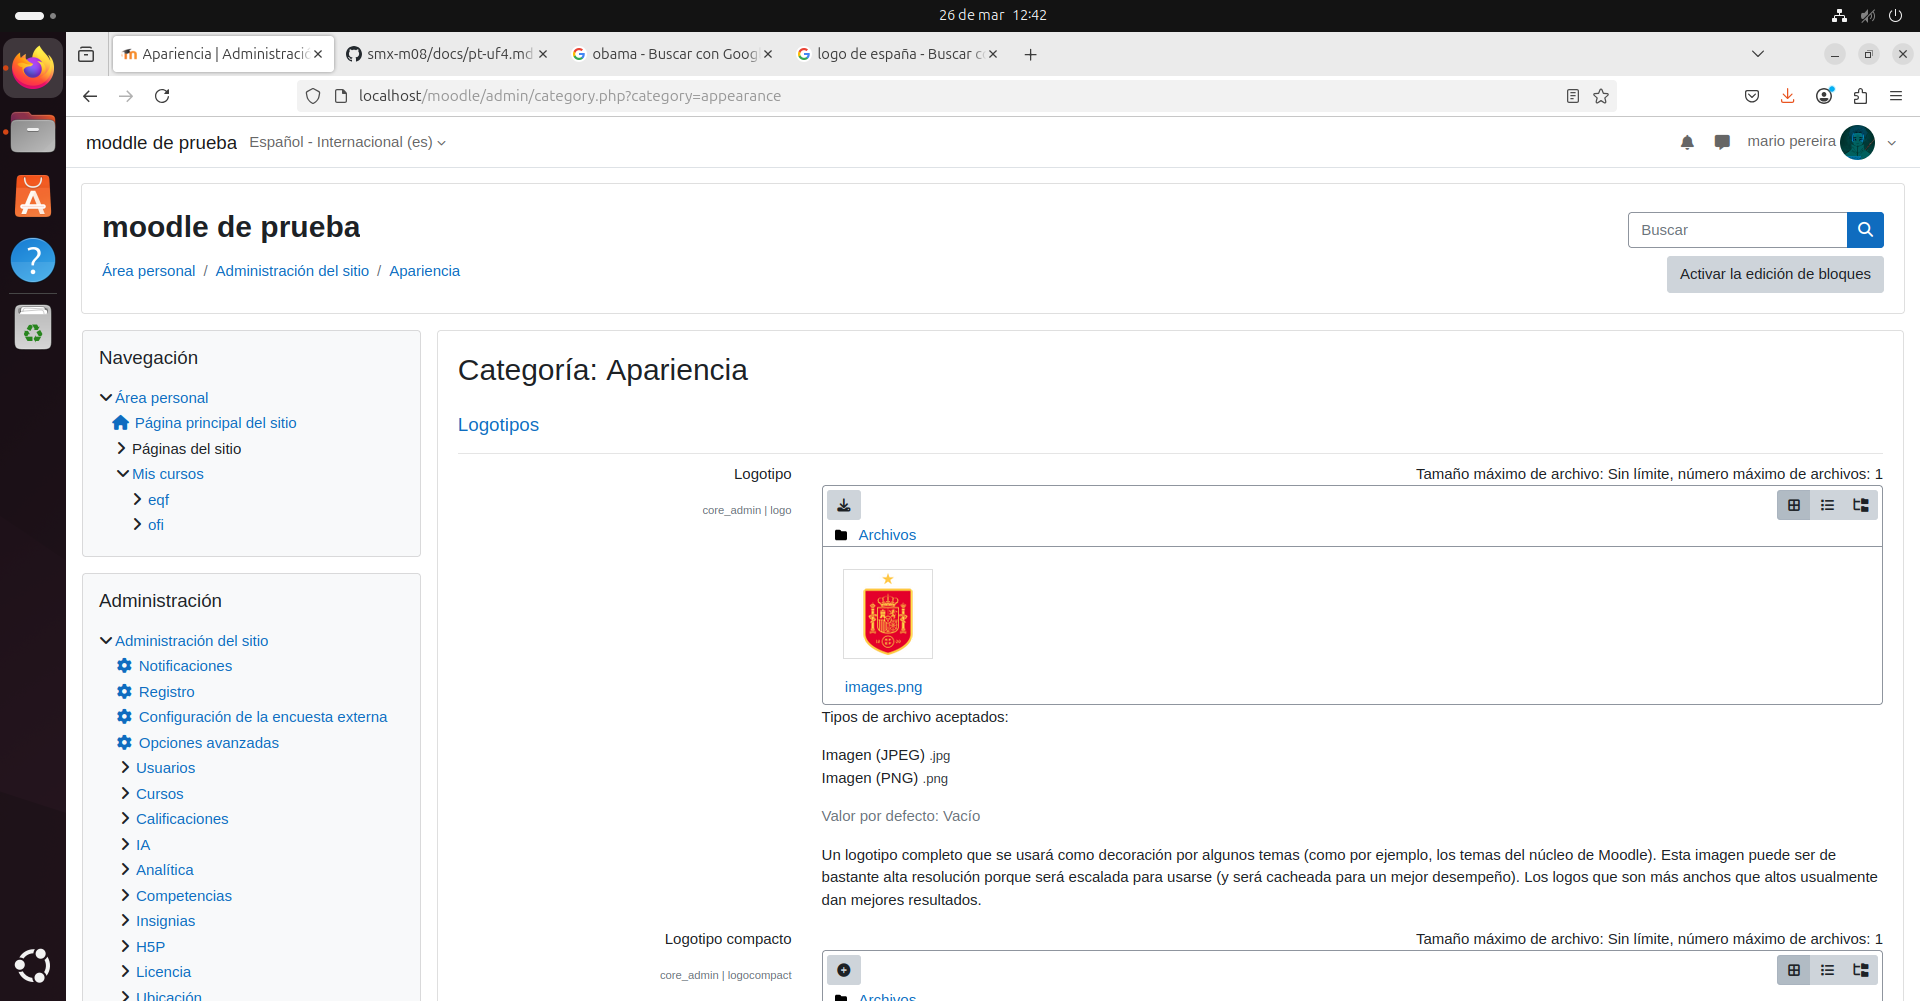 26 de mar 12:42
Apariencia | Administraci
smx-m08/docs/pt-uf4.md
obama - Buscar con Goog
logo de españa - Buscar c
localhost/moodle/admin/category.php?category=appearance
moddle de prueba
Español - Internacional (es)
mario pereira
moodle de prueba
Buscar
Área personal / Administración del sitio / Apariencia
Activar la edición de bloques
Navegación
Área personal
Página principal del sitio
Páginas del sitio
Mis cursos
eqf
ofi
Administración
Administración del sitio
Notificaciones
Registro
Configuración de la encuesta externa
Opciones avanzadas
Usuarios
Cursos
Calificaciones
IA
Analítica
Competencias
Insignias
H5P
Licencia
Ubicación
Categoría: Apariencia
Logotipos
Logotipo
core_admin | logo
Tamaño máximo de archivo: Sin límite, número máximo de archivos: 1
Archivos
images.png
Tipos de archivo aceptados:
Imagen (JPEG) .jpg
Imagen (PNG) .png
Valor por defecto: Vacío
Un logotipo completo que se usará como decoración por algunos temas (como por ejemplo, los temas del núcleo de Moodle). Esta imagen puede ser de
bastante alta resolución porque será escalada para usarse (y será cacheada para un mejor desempeño). Los logos que son más anchos que altos usualmente
dan mejores resultados.
Logotipo compacto
core_admin | logocompact
Tamaño máximo de archivo: Sin límite, número máximo de archivos: 1
Archivos